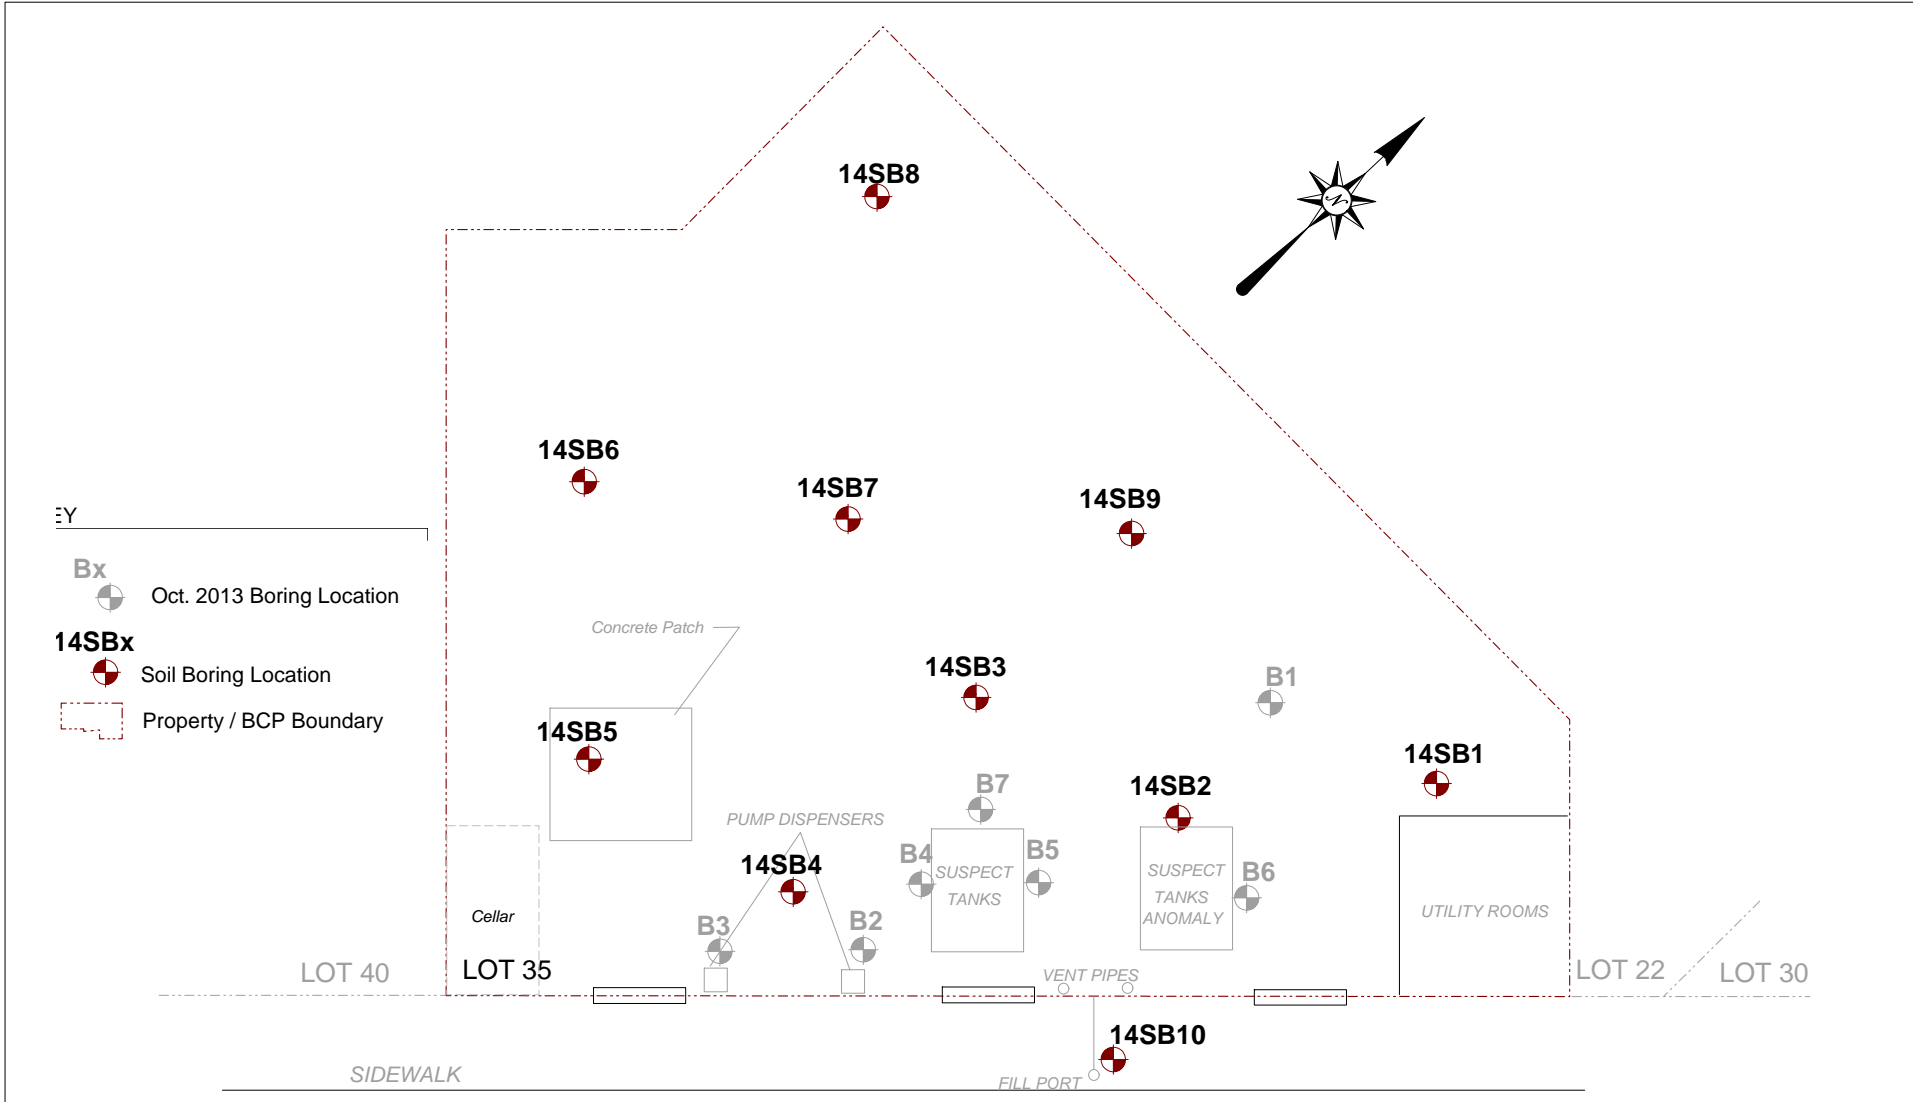 14SB8
N
14SB6
14SB7
14SB9
EY
Bx
Oct. 2013 Boring Location
14SBx
Soil Boring Location
Property / BCP Boundary
Concrete Patch
14SB3
B1
14SB5
14SB1
14SB2
B7
PUMP DISPENSERS
14SB4
B4
SUSPECT
TANKS
B5
SUSPECT
TANKS
ANOMALY
B6
UTILITY ROOMS
Cellar
B3
B2
LOT 40
LOT 35
VENT PIPES
LOT 22
LOT 30
14SB10
SIDEWALK
FILL PORT